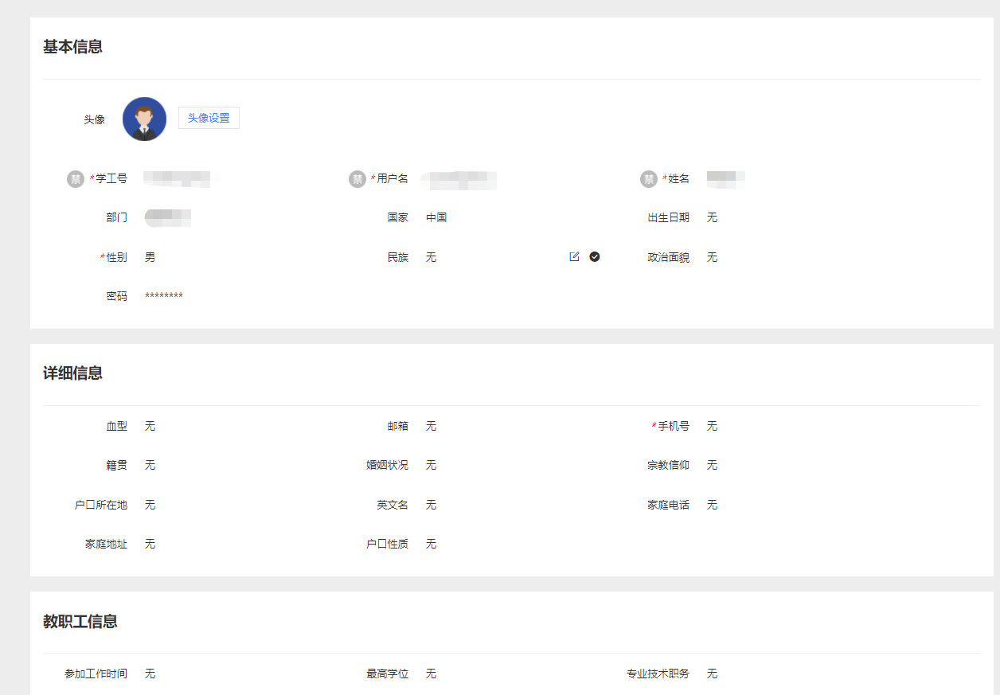 基本信息
头像 头像设置
禁 *学工号 禁 *用户名 禁 *姓名
部门 国家 中国 出生日期 无
*性别 男 民族 无 政治面貌 无
密码 ********
详细信息
血型 无 邮箱 无 *手机号 无
籍贯 无 婚姻状况 无 宗教信仰 无
户口所在地 无 英文名 无 家庭电话 无
家庭地址 无 户口性质 无
教职工信息
参加工作时间 无 最高学位 无 专业技术职务 无